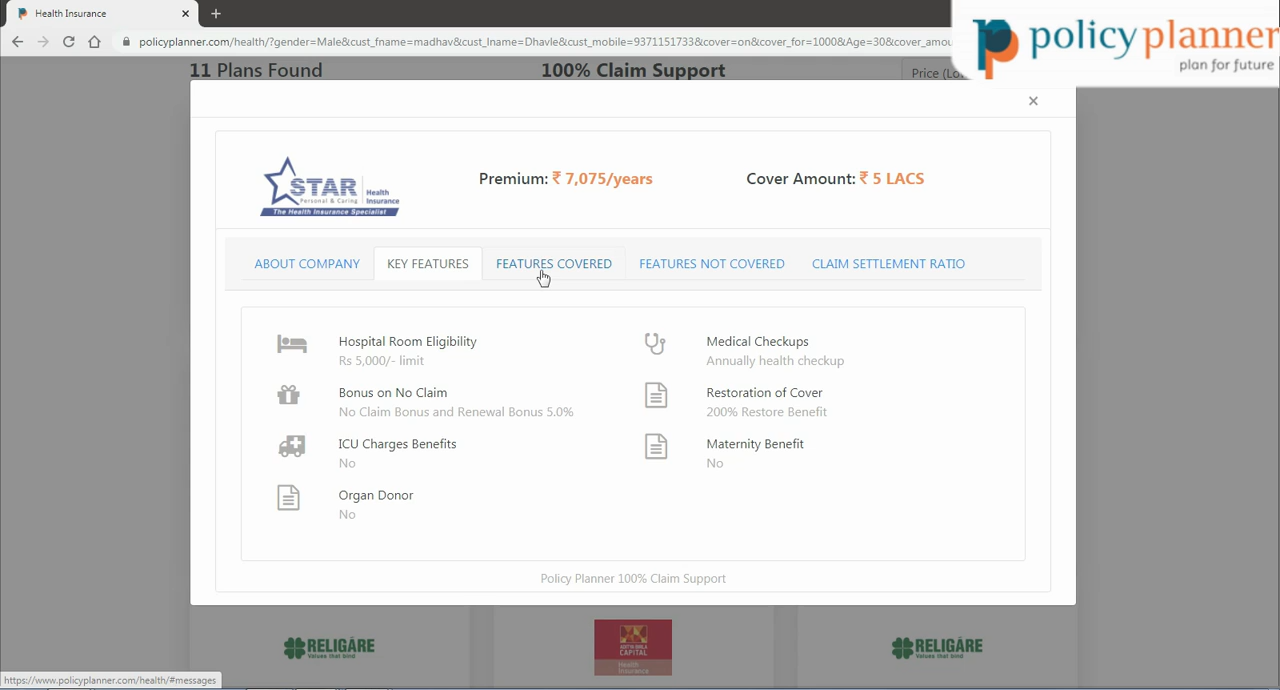 Health Insurance
policyplanner.com/health/?gender=Male&cust_fname=madhav&cust_lname=Dhavle&cust_mobile=9371151733&cover=on&cover_for=1000&Age=30&cover_amou
policy planner
plan for future
11 Plans Found
100% Claim Support
Price (Lo
STAR
Health
Insurance
Personal & Caring
The Health Insurance Specialist
Premium: ₹ 7,075/years
Cover Amount: ₹ 5 LACS
ABOUT COMPANY
KEY FEATURES
FEATURES COVERED
FEATURES NOT COVERED
CLAIM SETTLEMENT RATIO
Hospital Room Eligibility
Rs 5,000/- limit
Medical Checkups
Annually health checkup
Bonus on No Claim
No Claim Bonus and Renewal Bonus 5.0%
Restoration of Cover
200% Restore Benefit
ICU Charges Benefits
No
Maternity Benefit
No
Organ Donor
No
Policy Planner 100% Claim Support
RELIGARE
Values that bind
ADITYA BIRLA
CAPITAL
Health
Insurance
RELIGARE
Values that bind
https://www.policyplanner.com/health/#messages